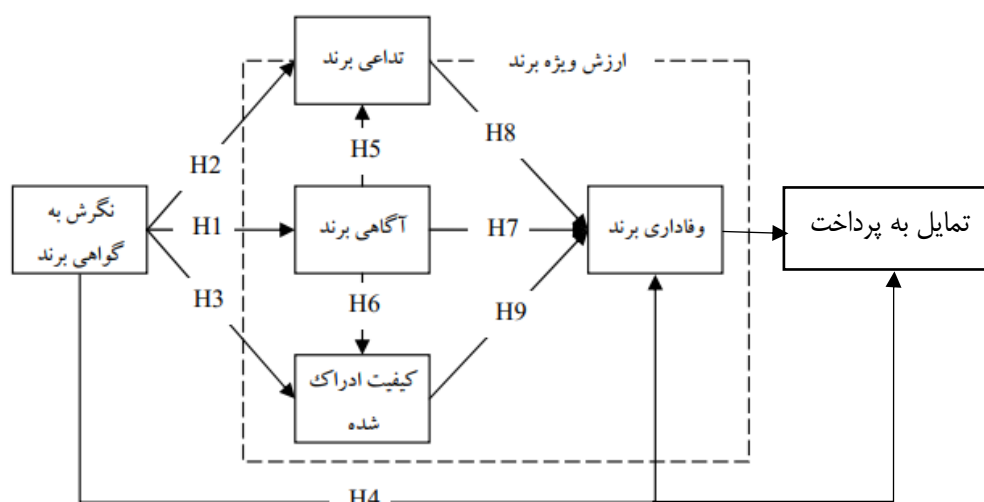 تداعی برند
ارزش ویژه برند
H8
H5
H2
نگرش به
گواهی برند
H1
آگاهی برند
H7
وفاداری برند
تمایل به پرداخت
H3
H6
H9
کیفیت ادراک
شده
H4